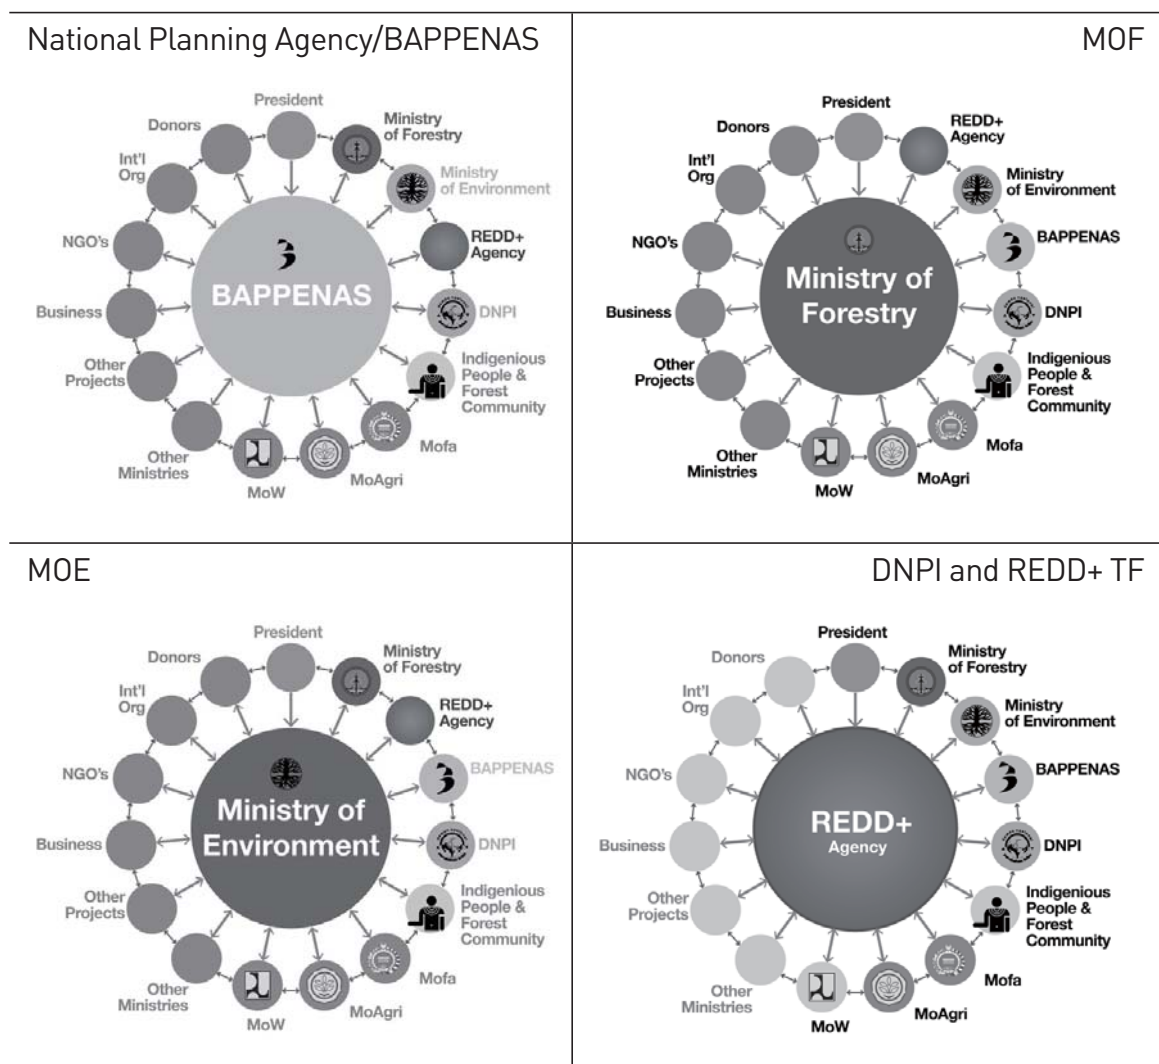 National Planning Agency/BAPPENAS
President
Donors
Ministry
of Forestry
Int'l
Org
Ministry
of Environment
NGO's
REDD+
Agency
BAPPENAS
Business
DNPI
Other
Projects
Indigenious
People &
Forest
Community
Other
Ministries
Mofa
MoAgri
MoW
MOF
President
Donors
REDD+
Agency
Int'l
Org
Ministry
of Environment
NGO's
BAPPENAS
Ministry of
Forestry
Business
DNPI
Other
Projects
Indigenious
People &
Forest
Community
Other
Ministries
Mofa
MoAgri
MoW
MOE
President
Donors
Ministry
of Forestry
Int'l
Org
REDD+
Agency
NGO's
BAPPENAS
Ministry of
Environment
Business
DNPI
Other
Projects
Indigenious
People &
Forest
Community
Other
Ministries
Mofa
MoAgri
MoW
DNPI and REDD+ TF
President
Donors
Ministry
of Forestry
Int'l
Org
Ministry
of Environment
NGO's
BAPPENAS
REDD+
Agency
Business
DNPI
Other
Projects
Indigenious
People &
Forest
Community
Other
Ministries
Mofa
MoAgri
MoW